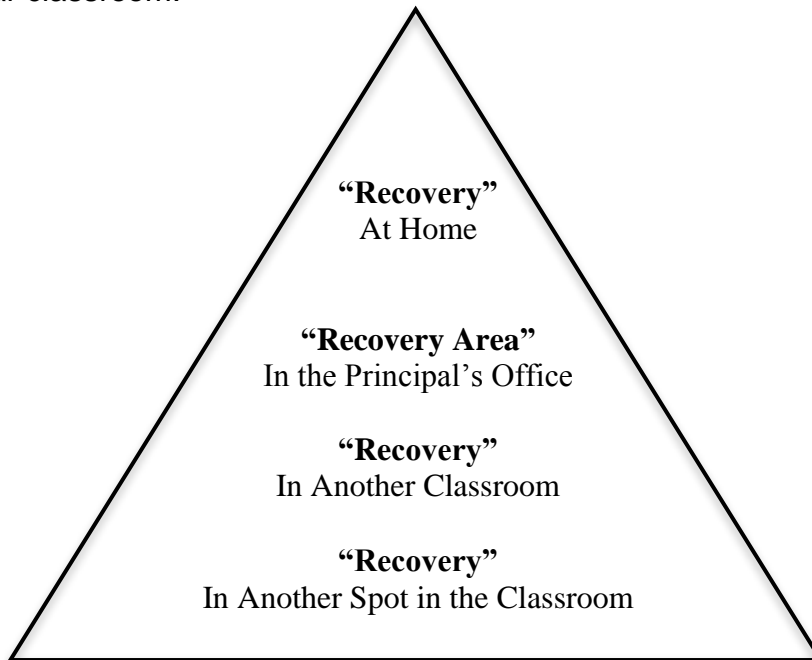 classroom.
“Recovery”
At Home
“Recovery Area”
In the Principal’s Office
“Recovery”
In Another Classroom
“Recovery”
In Another Spot in the Classroom